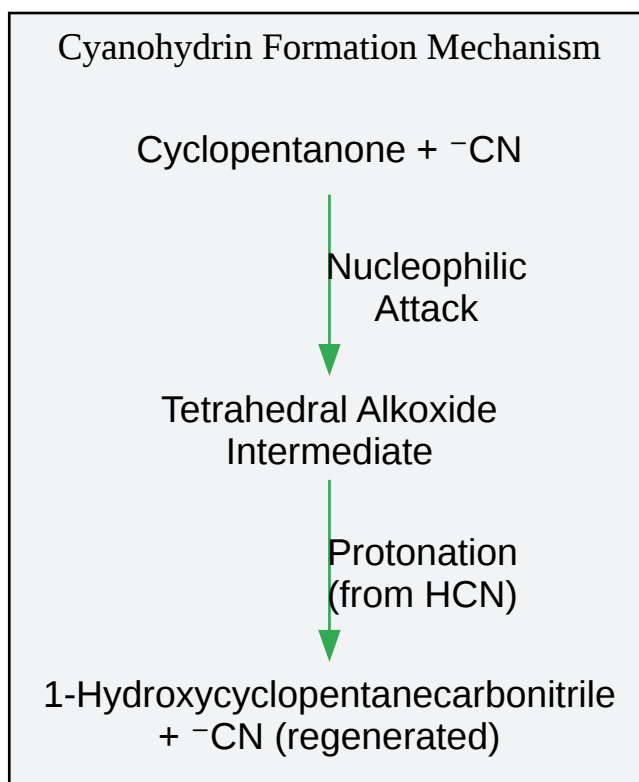 Cyanohydrin Formation Mechanism
Cyclopentanone + ⁻CN
Nucleophilic
Attack
Tetrahedral Alkoxide
Intermediate
Protonation
(from HCN)
1-Hydroxycyclopentanecarbonitrile
+ ⁻CN (regenerated)